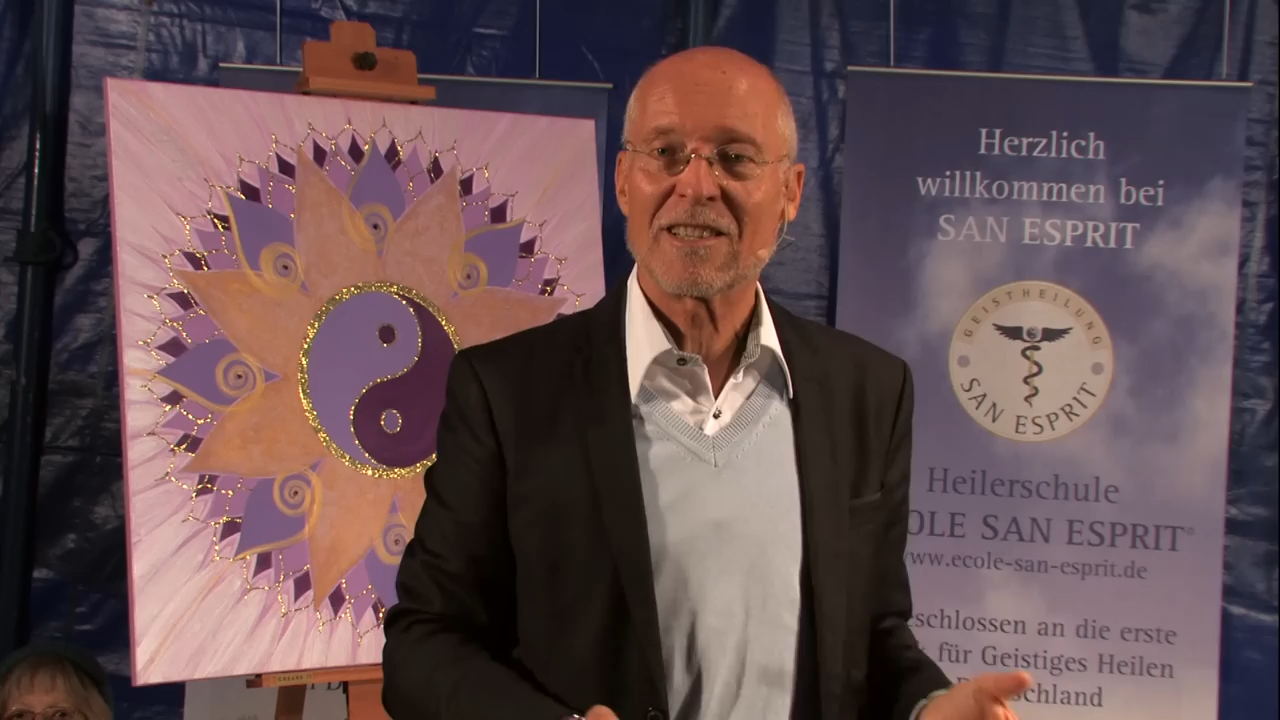 Herzlich
willkommen bei
SAN ESPRIT
GEISTHEILUNG
SAN ESPRIT
Heilerschule
OLE SAN ESPRIT®
www.ecole-san-esprit.de
eschlossen an die erste
für Geistiges Heilen
schland